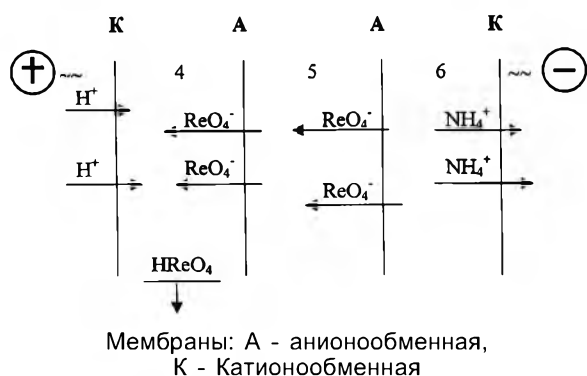 К А А К
+ 4 5 6 −
H⁺ ReO₄⁻ ReO₄⁻ NH₄⁺
H⁺ ReO₄⁻ ReO₄⁻ NH₄⁺
HReO₄
Мембраны: А - анионообменная,
К - Катионообменная